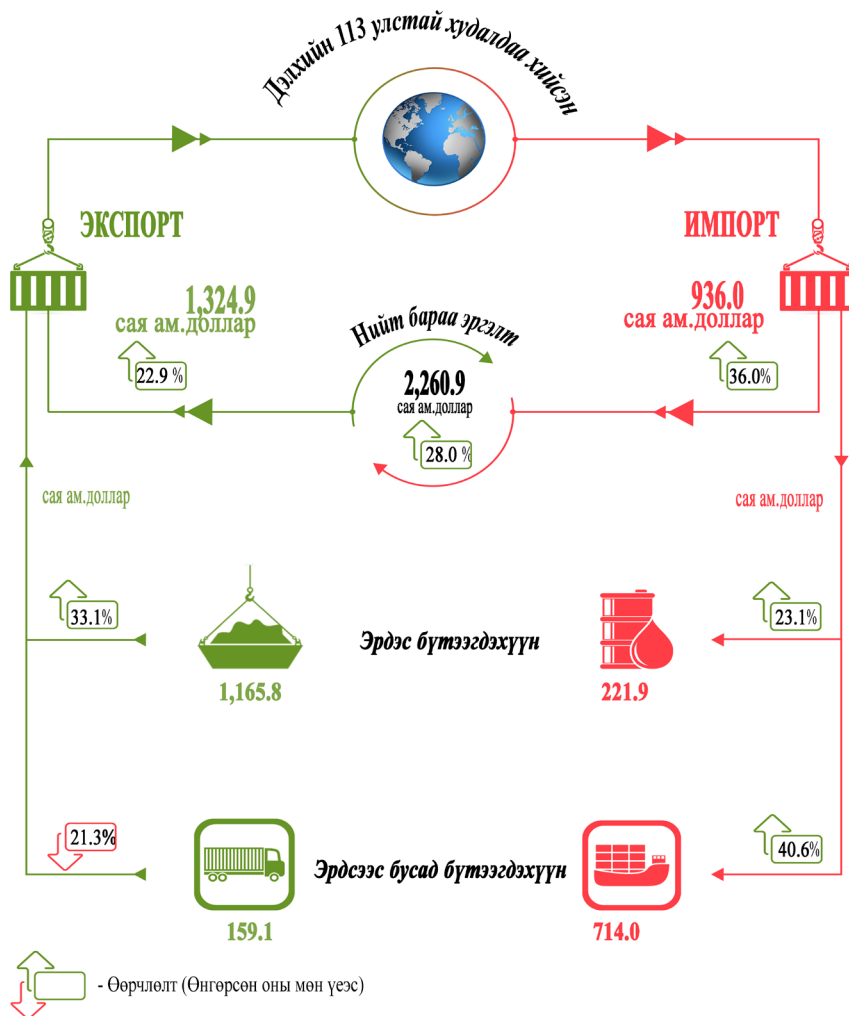 Дэлхийн 113 улстай худалдаа хийсэн
ЭКСПОРТ
1,324.9
сая ам.доллар
22.9 %
ИМПОРТ
936.0
сая ам.доллар
36.0%
Нийт бараа эргэлт
2,260.9
сая ам.доллар
28.0 %
сая ам.доллар
сая ам.доллар
33.1%
1,165.8
Эрдэс бүтээгдэхүүн
221.9
23.1%
21.3%
159.1
Эрдсээс бусад бүтээгдэхүүн
714.0
40.6%
- Өөрчлөлт (Өнгөрсөн оны мөн үеэс)